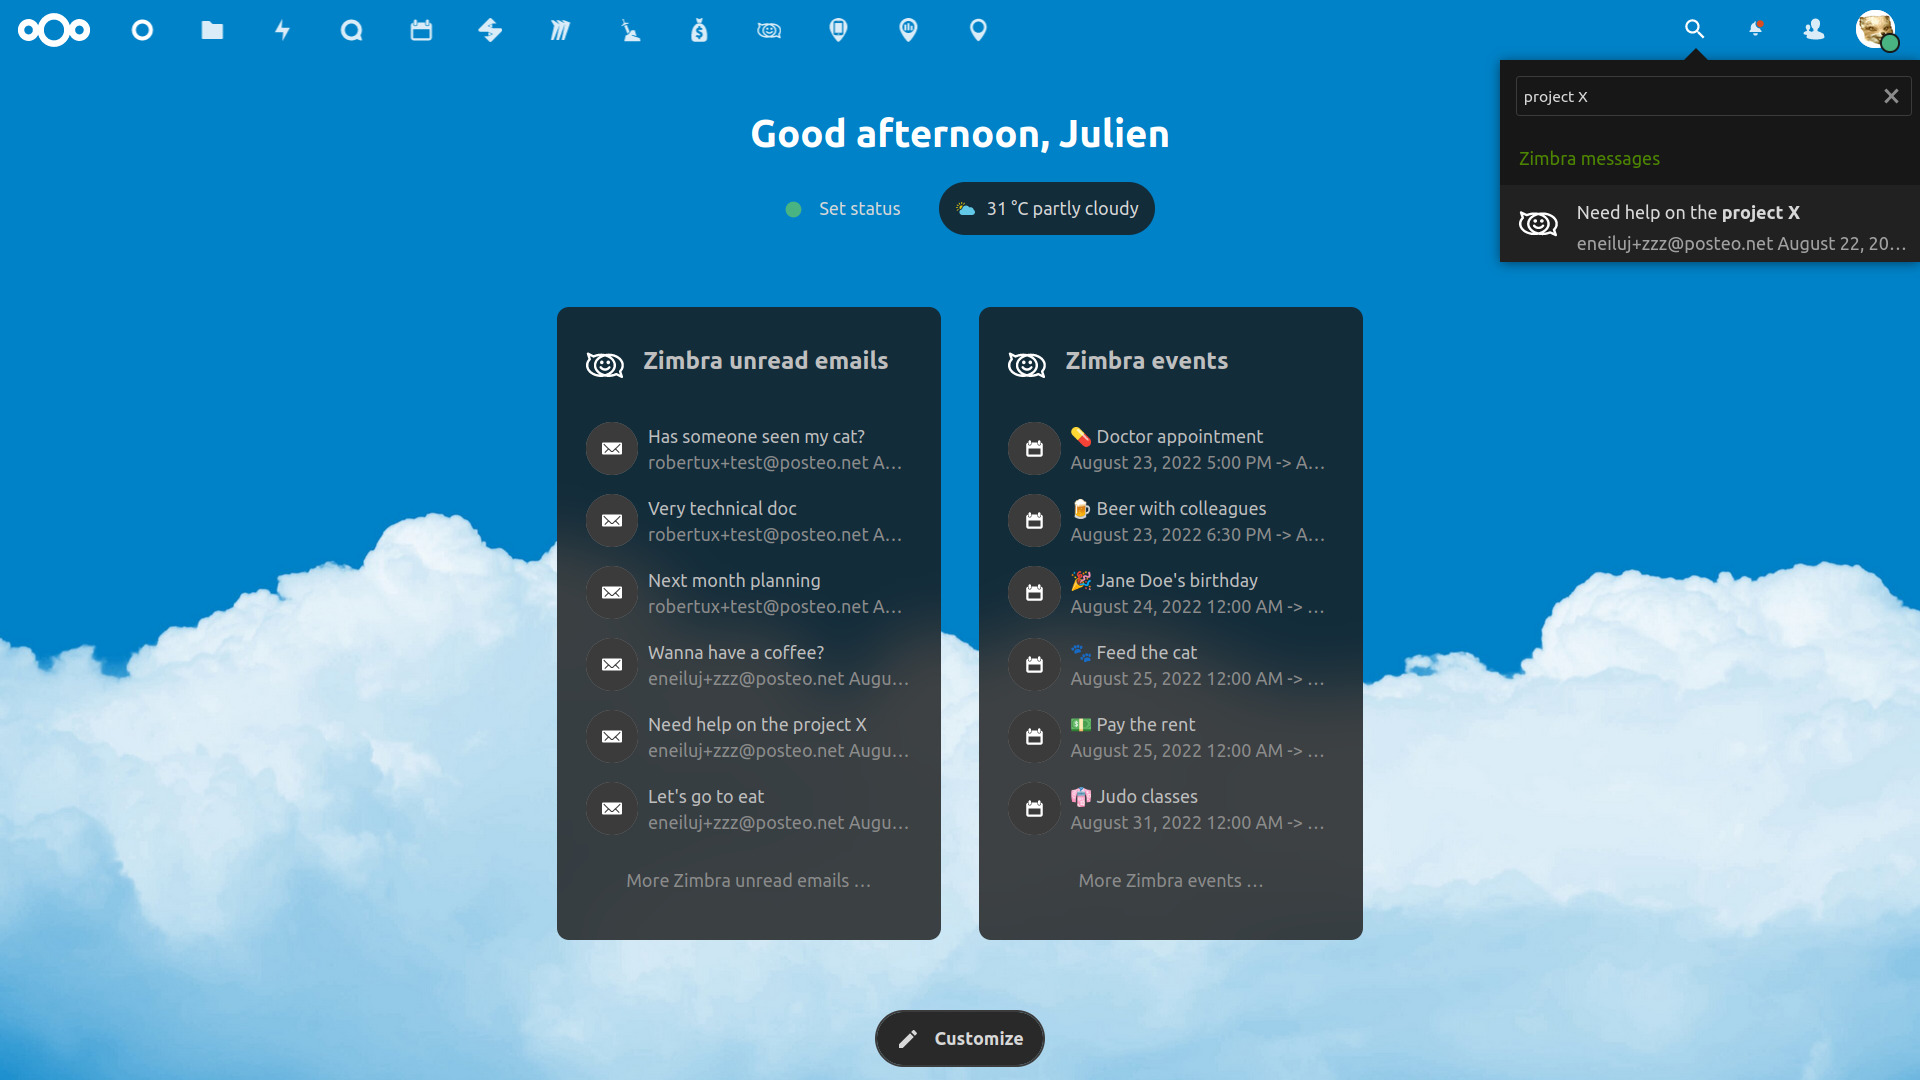 project X
Zimbra messages
Need help on the project X
eneiluj+zzz@posteo.net August 22, 20...
Good afternoon, Julien
Set status
31 °C partly cloudy
Zimbra unread emails
Has someone seen my cat?
robertux+test@posteo.net A...
Very technical doc
robertux+test@posteo.net A...
Next month planning
robertux+test@posteo.net A...
Wanna have a coffee?
eneiluj+zzz@posteo.net Augu...
Need help on the project X
eneiluj+zzz@posteo.net Augu...
Let's go to eat
eneiluj+zzz@posteo.net Augu...
More Zimbra unread emails ...
Zimbra events
💊 Doctor appointment
August 23, 2022 5:00 PM -> A...
🍺 Beer with colleagues
August 23, 2022 6:30 PM -> A...
🎉 Jane Doe's birthday
August 24, 2022 12:00 AM -> ...
🐾 Feed the cat
August 25, 2022 12:00 AM -> ...
💵 Pay the rent
August 25, 2022 12:00 AM -> ...
👘 Judo classes
August 31, 2022 12:00 AM -> ...
More Zimbra events ...
Customize